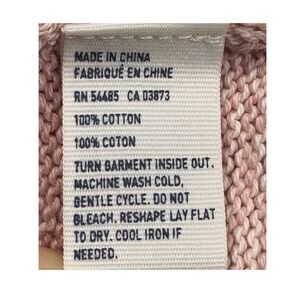 MADE IN CHINA
FABRIQUÉ EN CHINE
RN 54485 CA 03873
100% COTTON
100% COTON
TURN GARMENT INSIDE OUT.
MACHINE WASH COLD,
GENTLE CYCLE. DO NOT
BLEACH. RESHAPE LAY FLAT
TO DRY. COOL IRON IF
NEEDED.